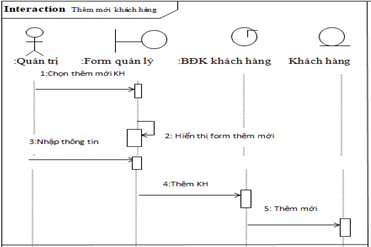 Interaction Thêm mới khách hàng
:Quản trị :Form quản lý :BĐK khách hàng Khách hàng
1:Chọn thêm mới KH
2: Hiển thị form thêm mới
3:Nhập thông tin
4:Thêm KH
5: Thêm mới